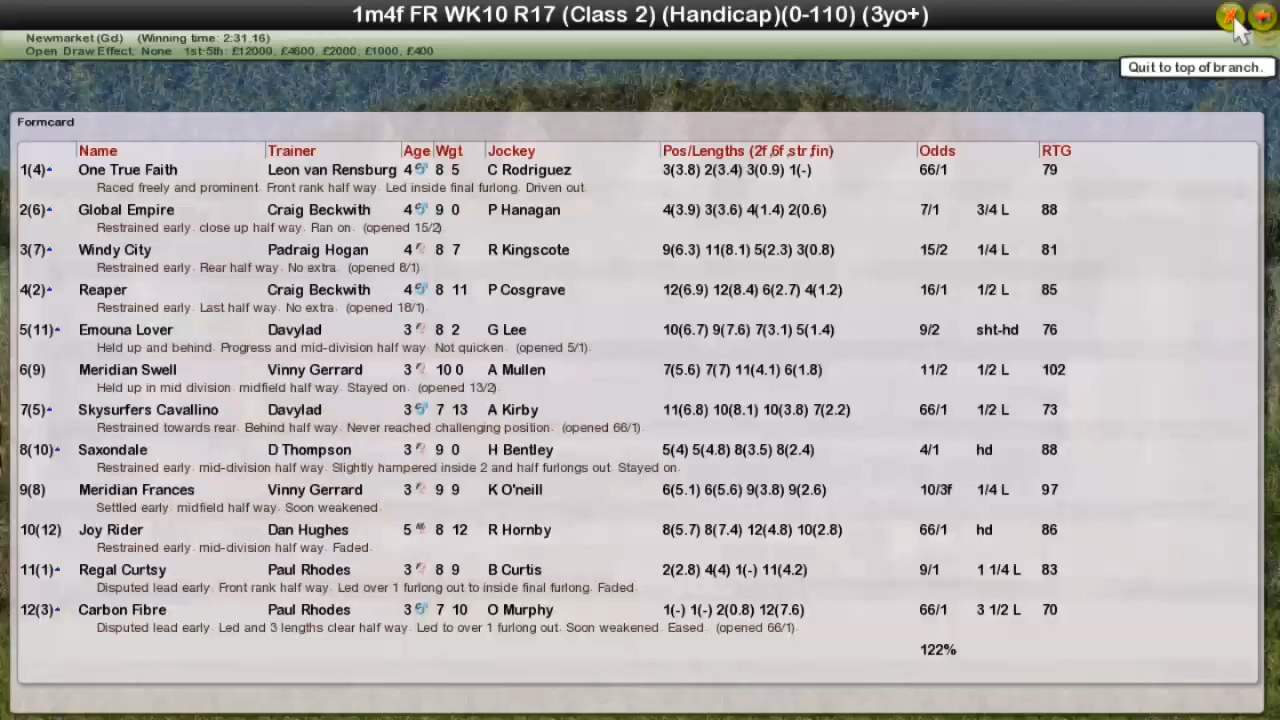 1m4f FR WK10 R17 (Class 2) (Handicap)(0-110) (3yo+)
Newmarket (Gd) (Winning time: 2:31.16)
Open Draw Effect: None 1st-5th: £12000, £4600, £2000, £1000, £400
Quit to top of branch.
Formcard
Name Trainer Age Wgt Jockey Pos/Lengths (2f,6f,str,fin) Odds RTG
1(4) One True Faith Leon van Rensburg 4 8 5 C Rodriguez 3(3.8) 2(3.4) 3(0.9) 1(-) 66/1 79
Raced freely and prominent. Front rank half way. Led inside final furlong. Driven out.
2(6) Global Empire Craig Beckwith 4 9 0 P Hanagan 4(3.9) 3(3.6) 4(1.4) 2(0.6) 7/1 3/4 L 88
Restrained early. close up half way. Ran on. (opened 15/2).
3(7) Windy City Padraig Hogan 4 8 7 R Kingscote 9(6.3) 11(8.1) 5(2.3) 3(0.8) 15/2 1/4 L 81
Restrained early. Rear half way. No extra. (opened 8/1).
4(2) Reaper Craig Beckwith 4 8 11 P Cosgrave 12(6.9) 12(8.4) 6(2.7) 4(1.2) 16/1 1/2 L 85
Restrained early. Last half way. No extra. (opened 18/1).
5(11) Emouna Lover Davylad 3 8 2 G Lee 10(6.7) 9(7.6) 7(3.1) 5(1.4) 9/2 sht-hd 76
Held up and behind. Progress and mid-division half way. Not quicken. (opened 5/1).
6(9) Meridian Swell Vinny Gerrard 3 10 0 A Mullen 7(5.6) 7(7) 11(4.1) 6(1.8) 11/2 1/2 L 102
Held up in mid division. midfield half way. Stayed on. (opened 13/2).
7(5) Skysurfers Cavallino Davylad 3 7 13 A Kirby 11(6.8) 10(8.1) 10(3.8) 7(2.2) 66/1 1/2 L 73
Restrained towards rear. Behind half way. Never reached challenging position. (opened 66/1).
8(10) Saxondale D Thompson 3 9 0 H Bentley 5(4) 5(4.8) 8(3.5) 8(2.4) 4/1 hd 88
Restrained early. mid-division half way. Slightly hampered inside 2 and half furlongs out. Stayed on.
9(8) Meridian Frances Vinny Gerrard 3 9 9 K O'neill 6(5.1) 6(5.6) 9(3.8) 9(2.6) 10/3f 1/4 L 97
Settled early. midfield half way. Soon weakened.
10(12) Joy Rider Dan Hughes 5 8 12 R Hornby 8(5.7) 8(7.4) 12(4.8) 10(2.8) 66/1 hd 86
Restrained early. mid-division half way. Faded.
11(1) Regal Curtsy Paul Rhodes 3 8 9 B Curtis 2(2.8) 4(4) 1(-) 11(4.2) 9/1 1 1/4 L 83
Disputed lead early. Front rank half way. Led over 1 furlong out to inside final furlong. Faded.
12(3) Carbon Fibre Paul Rhodes 3 7 10 O Murphy 1(-) 1(-) 2(0.8) 12(7.6) 66/1 3 1/2 L 70
Disputed lead early. Led and 3 lengths clear half way. Led to over 1 furlong out. Soon weakened. Eased. (opened 66/1).
122%